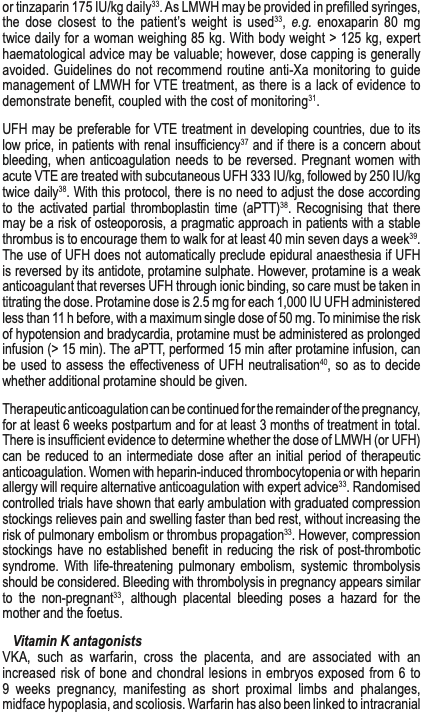 or tinzaparin 175 IU/kg daily³³. As LMWH may be provided in prefilled syringes,
the dose closest to the patient's weight is used³³, e.g. enoxaparin 80 mg
twice daily for a woman weighing 85 kg. With body weight > 125 kg, expert
haematological advice may be valuable; however, dose capping is generally
avoided. Guidelines do not recommend routine anti-Xa monitoring to guide
management of LMWH for VTE treatment, as there is a lack of evidence to
demonstrate benefit, coupled with the cost of monitoring³¹.
UFH may be preferable for VTE treatment in developing countries, due to its
low price, in patients with renal insufficiency³⁷ and if there is a concern about
bleeding, when anticoagulation needs to be reversed. Pregnant women with
acute VTE are treated with subcutaneous UFH 333 IU/kg, followed by 250 IU/kg
twice daily³⁸. With this protocol, there is no need to adjust the dose according
to the activated partial thromboplastin time (aPTT)³⁸. Recognising that there
may be a risk of osteoporosis, a pragmatic approach in patients with a stable
thrombus is to encourage them to walk for at least 40 min seven days a week³⁹.
The use of UFH does not automatically preclude epidural anaesthesia if UFH
is reversed by its antidote, protamine sulphate. However, protamine is a weak
anticoagulant that reverses UFH through ionic binding, so care must be taken in
titrating the dose. Protamine dose is 2.5 mg for each 1,000 IU UFH administered
less than 11 h before, with a maximum single dose of 50 mg. To minimise the risk
of hypotension and bradycardia, protamine must be administered as prolonged
infusion (> 15 min). The aPTT, performed 15 min after protamine infusion, can
be used to assess the effectiveness of UFH neutralisation⁴⁰, so as to decide
whether additional protamine should be given.
Therapeutic anticoagulation can be continued for the remainder of the pregnancy,
for at least 6 weeks postpartum and for at least 3 months of treatment in total.
There is insufficient evidence to determine whether the dose of LMWH (or UFH)
can be reduced to an intermediate dose after an initial period of therapeutic
anticoagulation. Women with heparin-induced thrombocytopenia or with heparin
allergy will require alternative anticoagulation with expert advice³³. Randomised
controlled trials have shown that early ambulation with graduated compression
stockings relieves pain and swelling faster than bed rest, without increasing the
risk of pulmonary embolism or thrombus propagation³³. However, compression
stockings have no established benefit in reducing the risk of post-thrombotic
syndrome. With life-threatening pulmonary embolism, systemic thrombolysis
should be considered. Bleeding with thrombolysis in pregnancy appears similar
to the non-pregnant³³, although placental bleeding poses a hazard for the
mother and the foetus.
Vitamin K antagonists
VKA, such as warfarin, cross the placenta, and are associated with an
increased risk of bone and chondral lesions in embryos exposed from 6 to
9 weeks pregnancy, manifesting as short proximal limbs and phalanges,
midface hypoplasia, and scoliosis. Warfarin has also been linked to intracranial